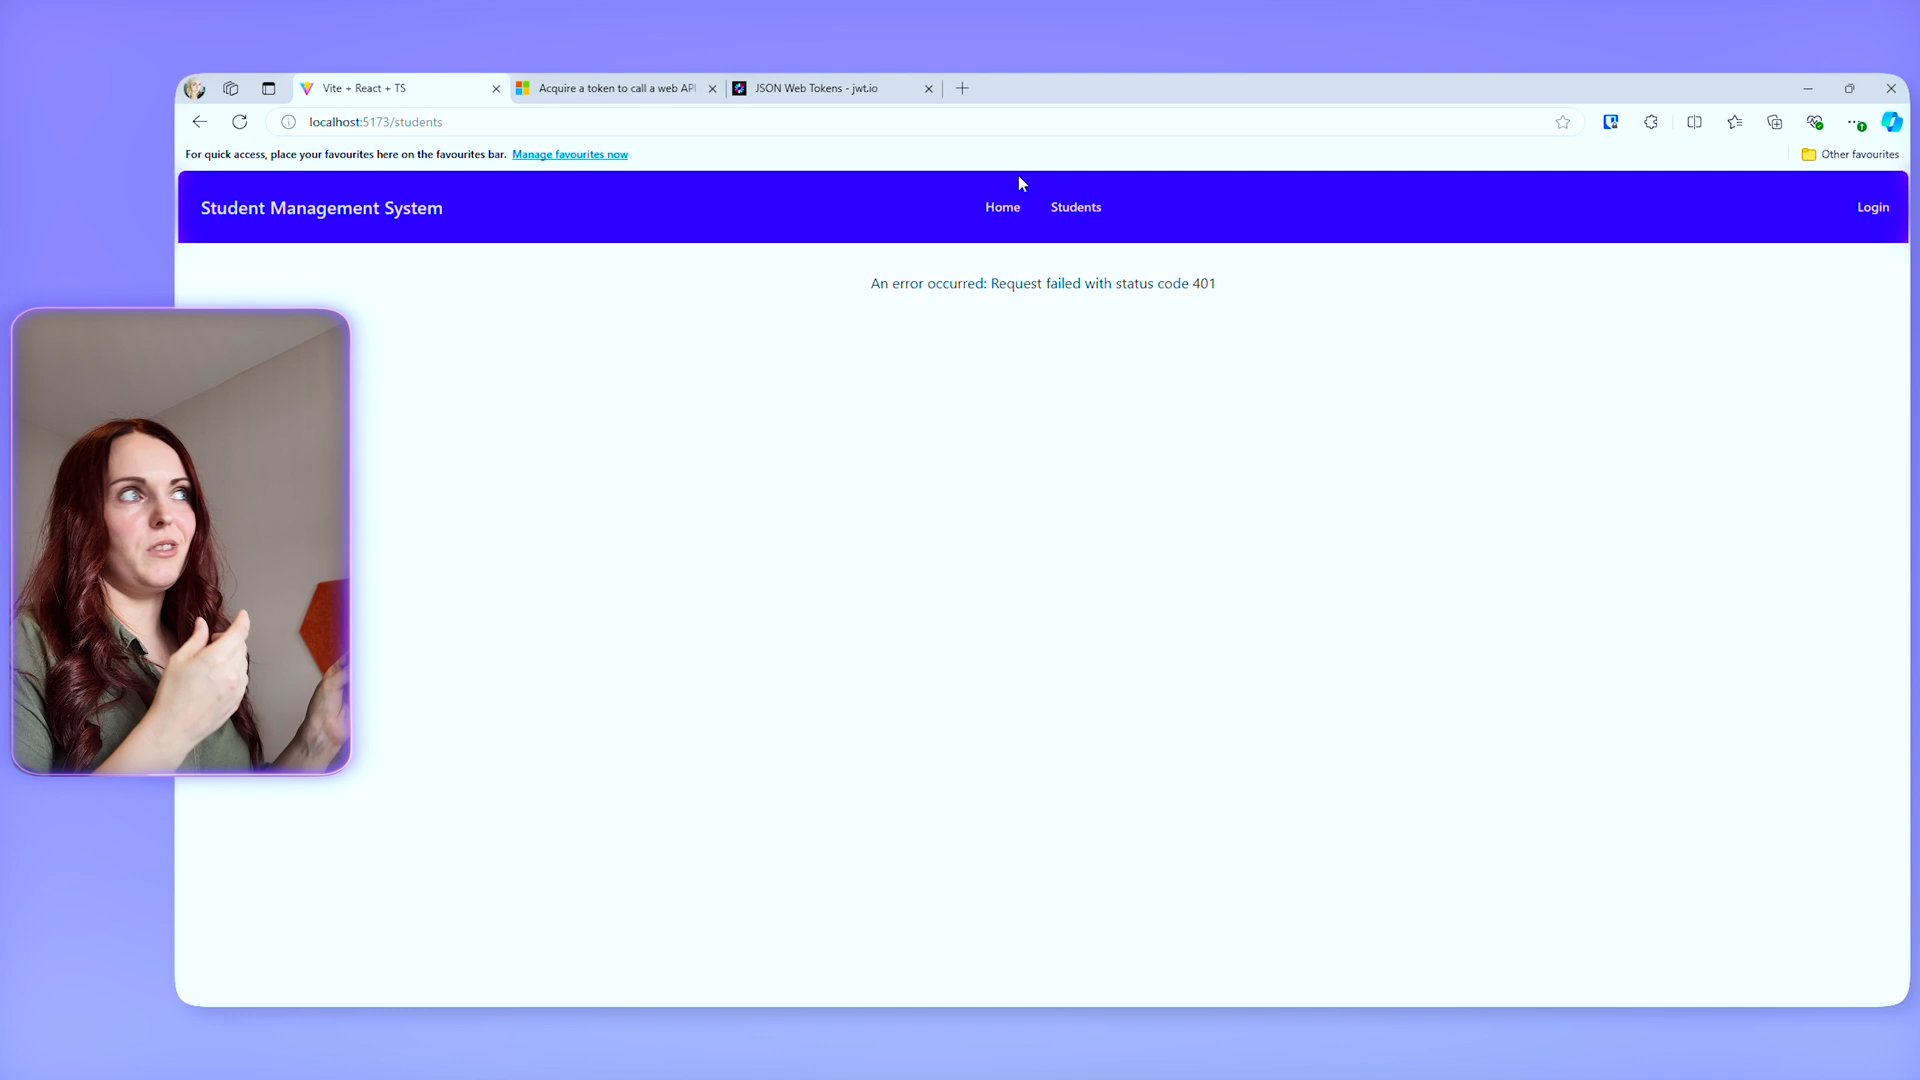 Vite + React + TS
Acquire a token to call a web API
JSON Web Tokens - jwt.io
localhost:5173/students
For quick access, place your favourites here on the favourites bar. Manage favourites now
Other favourites
Student Management System
Home
Students
Login
An error occurred: Request failed with status code 401